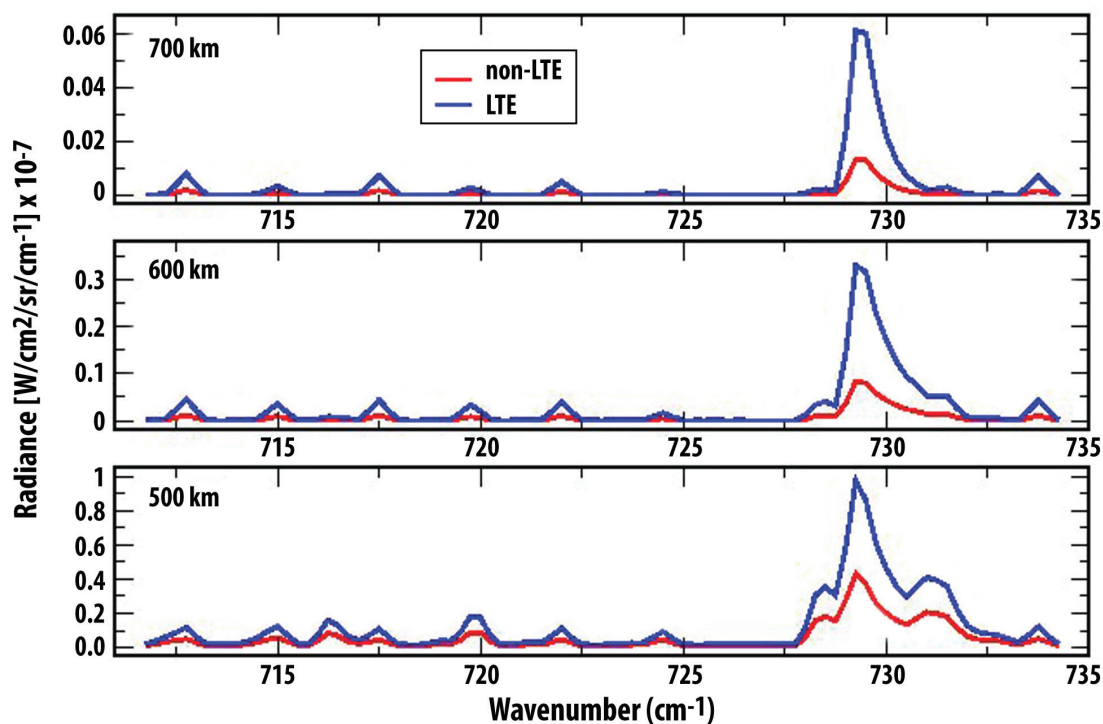 Radiance [W/cm2/sr/cm-1] x 10-7
700 km
non-LTE
LTE
0.06
0.04
0.02
0
715 720 725 730 735
600 km
0.3
0.2
0.1
0
715 720 725 730 735
500 km
1
0.8
0.6
0.4
0.2
0.0
715 720 725 730 735
Wavenumber (cm-1)